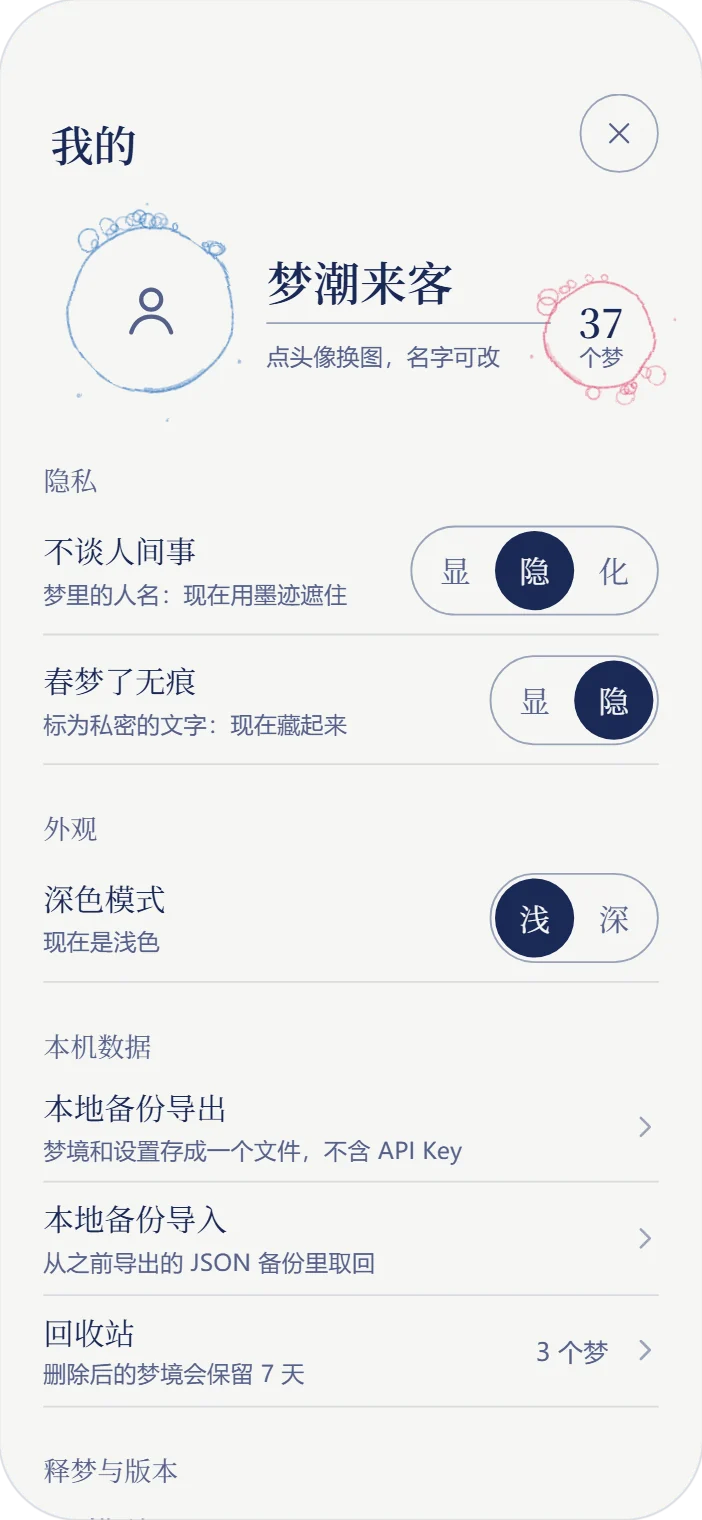 我的
梦潮来客
点头像换图，名字可改
37
个梦
隐私
不谈人间事
梦里的人名：现在用墨迹遮住
显 隐 化
春梦了无痕
标为私密的文字：现在藏起来
显 隐
外观
深色模式
现在是浅色
浅 深
本机数据
本地备份导出
梦境和设置存成一个文件，不含 API Key
本地备份导入
从之前导出的 JSON 备份里取回
回收站
删除后的梦境会保留 7 天
3 个梦
释梦与版本